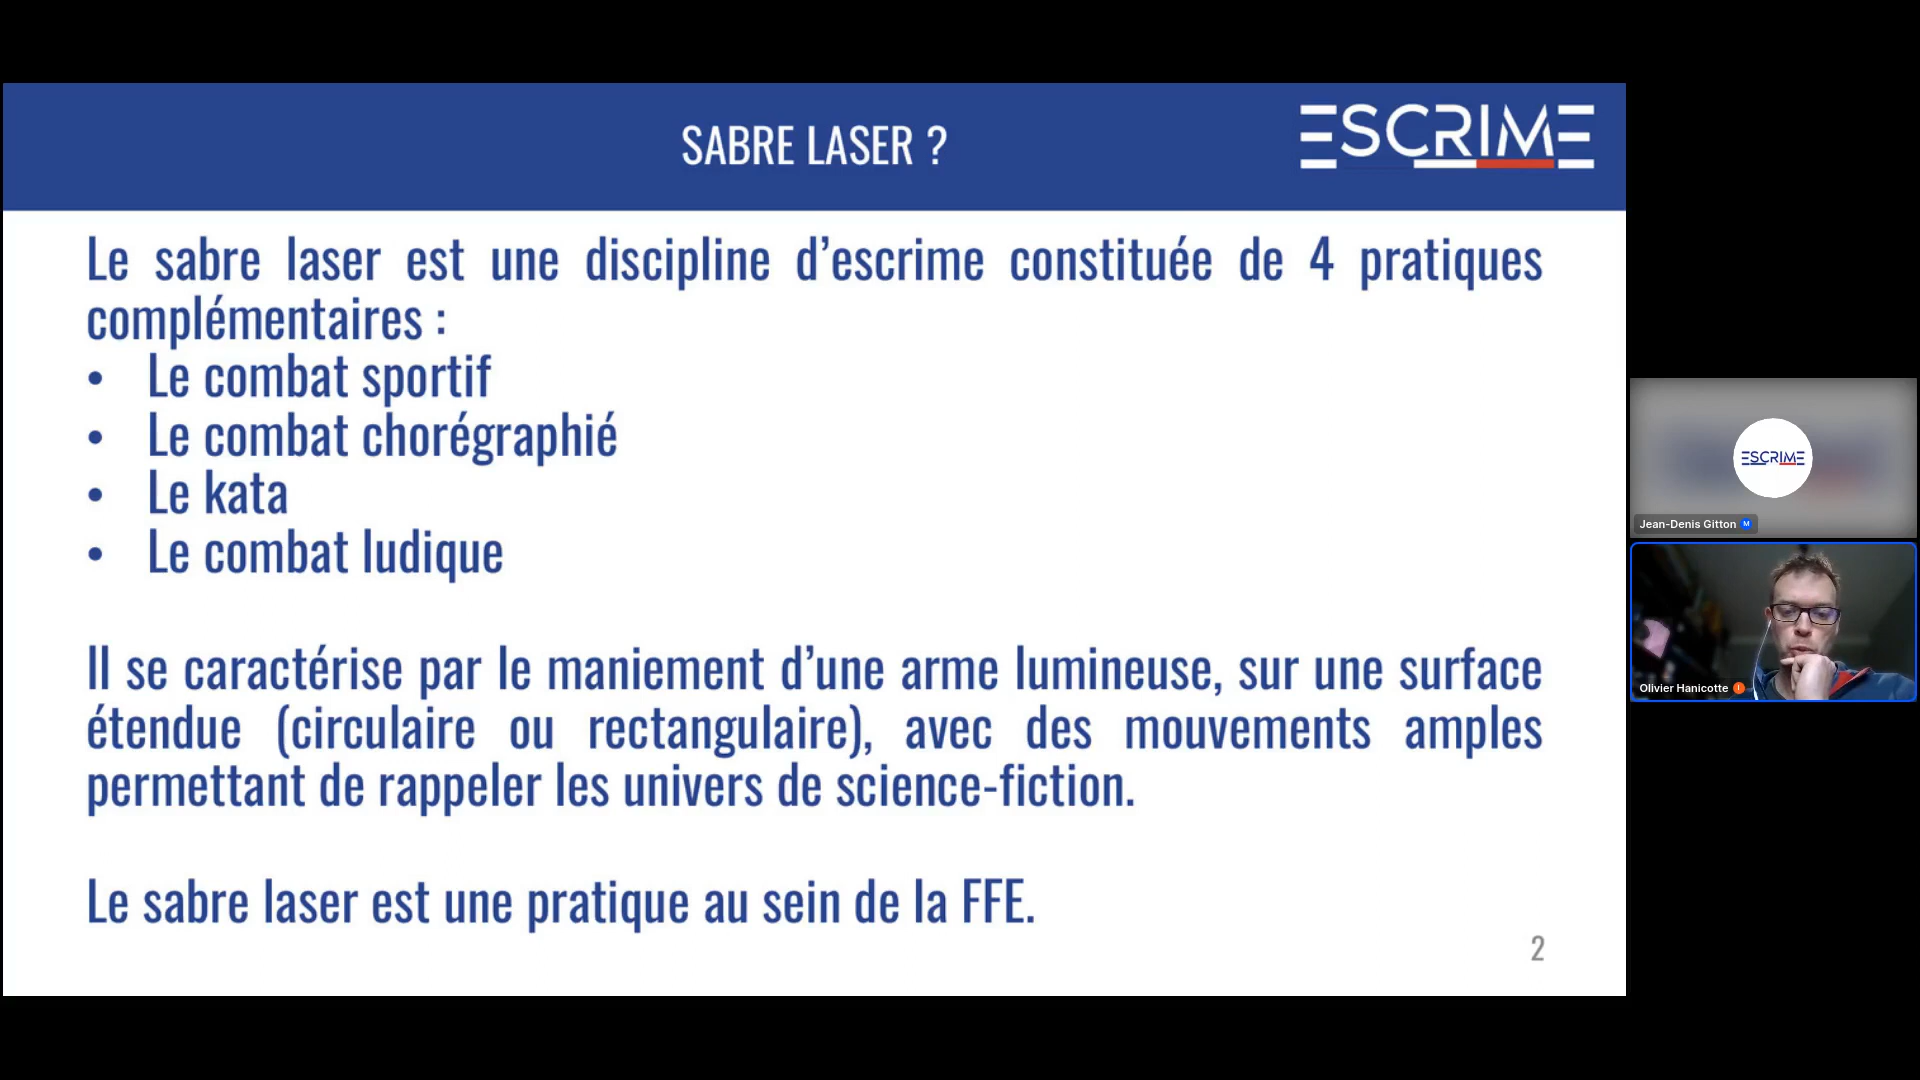 SABRE LASER ?
ESCRIME
Le sabre laser est une discipline d’escrime constituée de 4 pratiques
complémentaires :
• Le combat sportif
• Le combat chorégraphié
• Le kata
• Le combat ludique
Il se caractérise par le maniement d’une arme lumineuse, sur une surface
étendue (circulaire ou rectangulaire), avec des mouvements amples
permettant de rappeler les univers de science-fiction.
Le sabre laser est une pratique au sein de la FFE.
2
ESCRIME
Jean-Denis Gitton M
Olivier Hanicotte I